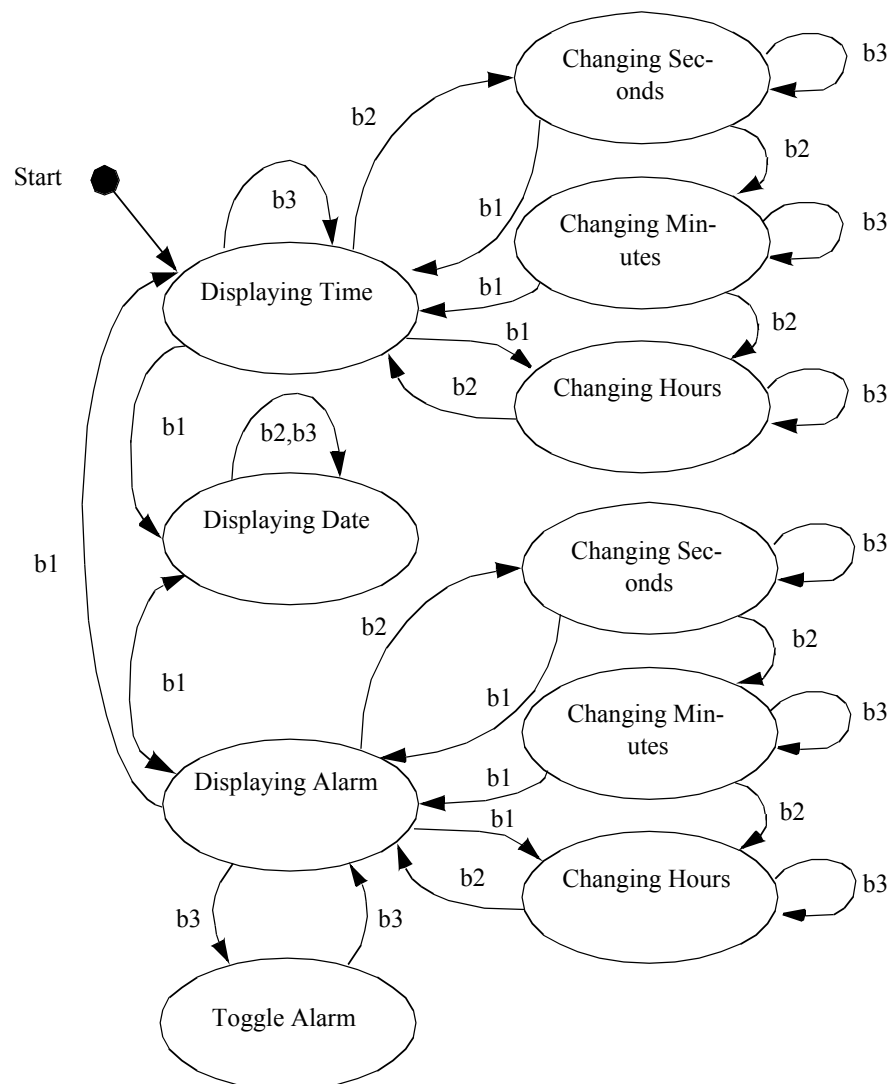 Changing Sec-
onds
b3
b2
b2
Start
b3
b1
Changing Min-
utes
b3
Displaying Time
b1
b1
b2
b2
Changing Hours
b3
b1
b2,b3
Displaying Date
Changing Sec-
onds
b3
b1
b2
b2
b1
b1
Changing Min-
utes
b3
Displaying Alarm
b1
b1
b2
b2
Changing Hours
b3
b3
b3
Toggle Alarm